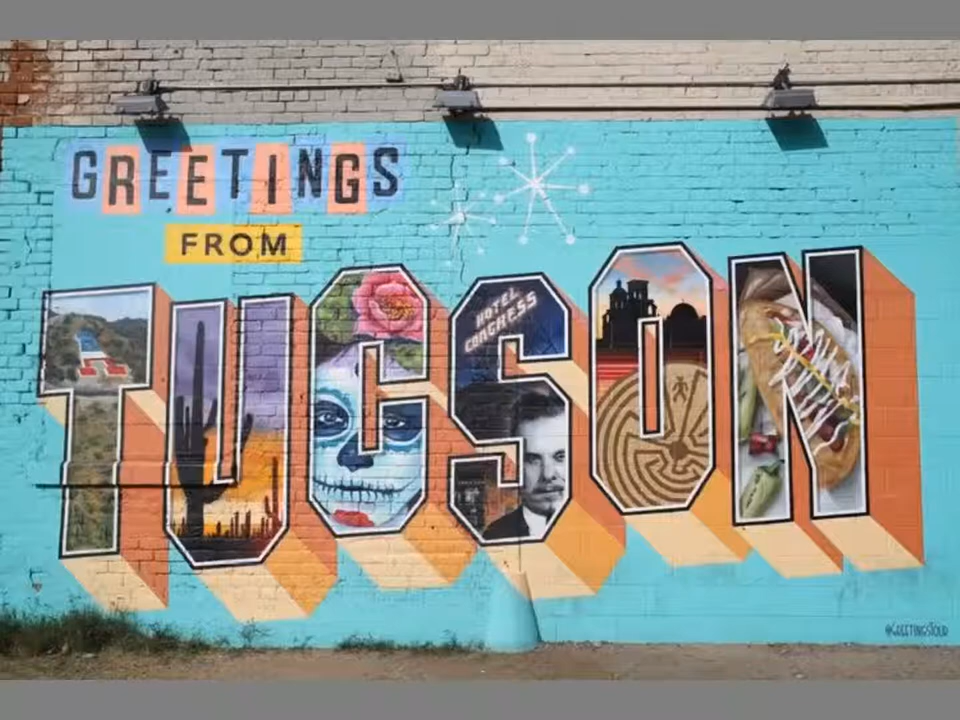 GREETINGS
FROM
TUCSON
A
HOTEL
CONGRESS
@GREETINGSTOUR